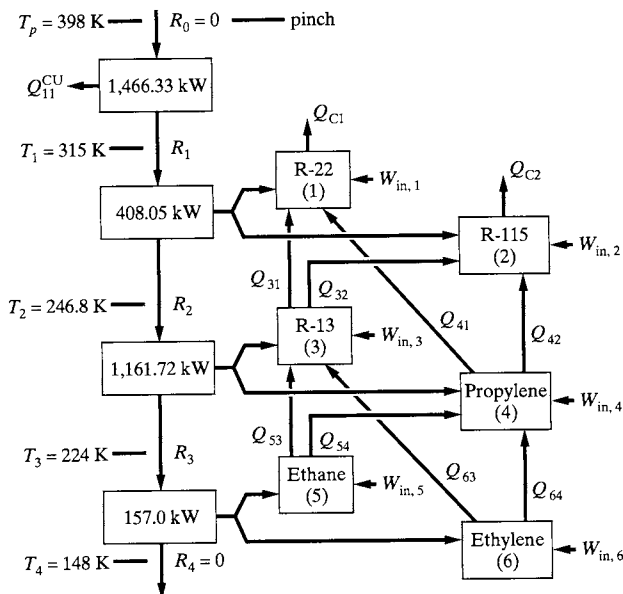 T_p = 398 K
R_0 = 0
pinch
Q_11^CU
1,466.33 kW
Q_C1
T_1 = 315 K
R_1
R-22
(1)
W_in, 1
Q_C2
408.05 kW
R-115
(2)
W_in, 2
Q_31
Q_32
T_2 = 246.8 K
R_2
Q_41
R-13
(3)
W_in, 3
Q_42
1,161.72 kW
Propylene
(4)
W_in, 4
Q_53
Q_54
T_3 = 224 K
R_3
Ethane
(5)
W_in, 5
Q_63
Q_64
157.0 kW
Ethylene
(6)
W_in, 6
T_4 = 148 K
R_4 = 0